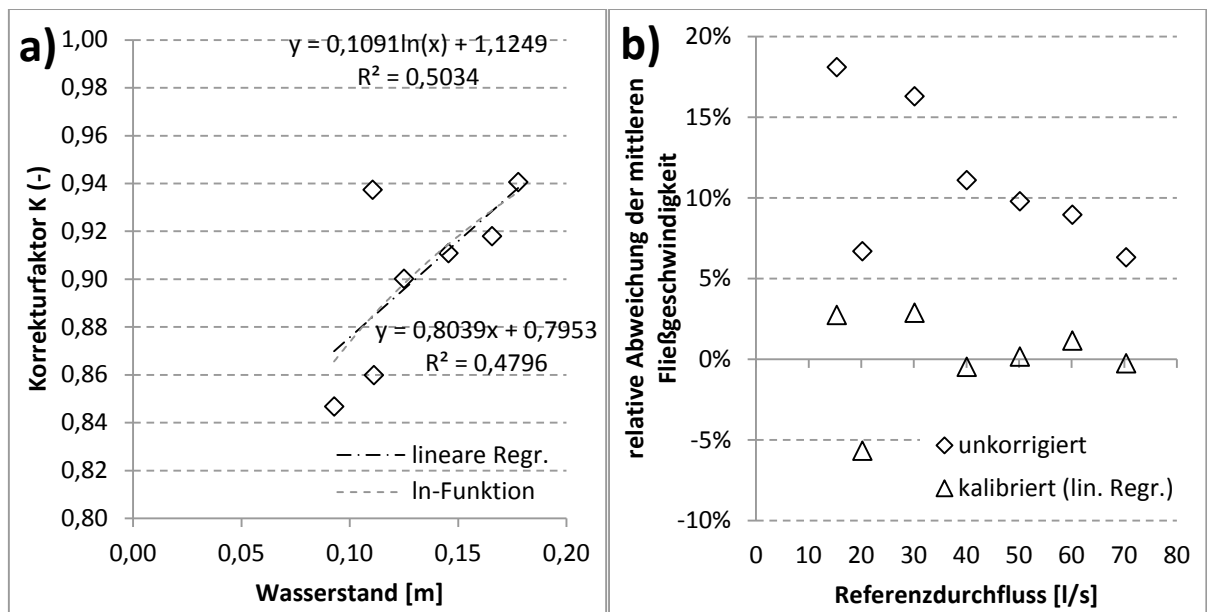 a)
Korrekturfaktor K (-)
1,00
0,98
0,96
0,94
0,92
0,90
0,88
0,86
0,84
0,82
0,80
y = 0,1091ln(x) + 1,1249
R² = 0,5034
y = 0,8039x + 0,7953
R² = 0,4796
lineare Regr.
ln-Funktion
0,00
0,05
0,10
0,15
0,20
Wasserstand [m]
b)
relative Abweichung der mittleren
Fließgeschwindigkeit
20%
15%
10%
5%
0%
-5%
-10%
unkorrigiert
kalibriert (lin. Regr.)
0
10
20
30
40
50
60
70
80
Referenzdurchfluss [l/s]